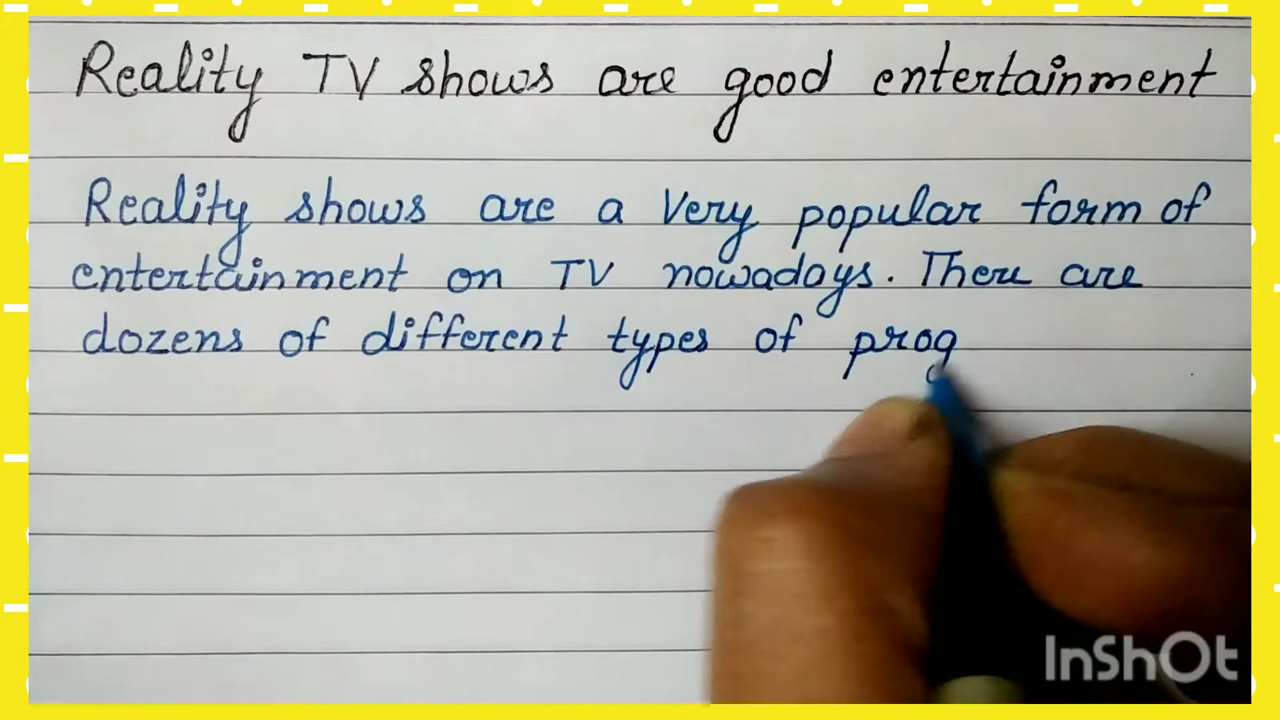 Reality TV shows are good entertainment
Reality shows are a very popular form of
entertainment on TV nowadays. There are
dozens of different types of prog
InShOt